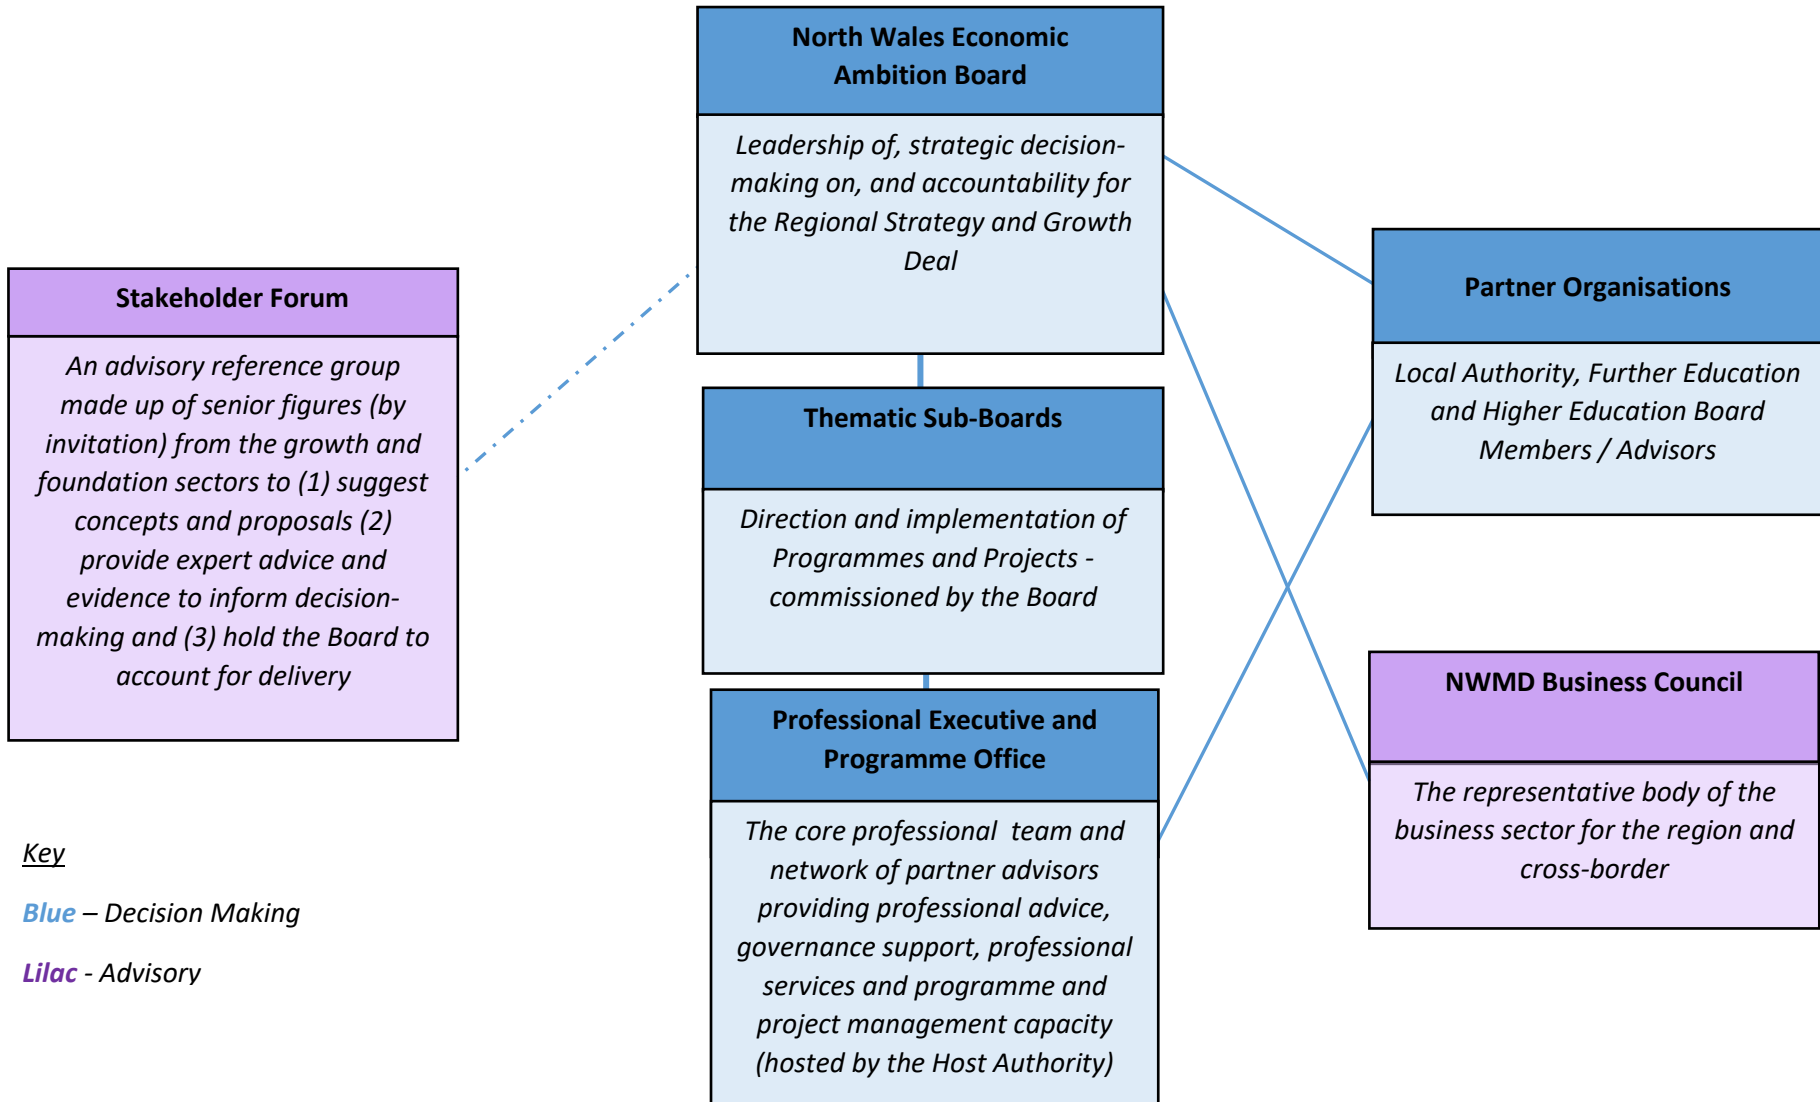 North Wales Economic
Ambition Board
Leadership of, strategic decision-
making on, and accountability for
the Regional Strategy and Growth
Deal
Stakeholder Forum
An advisory reference group
made up of senior figures (by
invitation) from the growth and
foundation sectors to (1) suggest
concepts and proposals (2)
provide expert advice and
evidence to inform decision-
making and (3) hold the Board to
account for delivery
Partner Organisations
Local Authority, Further Education
and Higher Education Board
Members / Advisors
Thematic Sub-Boards
Direction and implementation of
Programmes and Projects -
commissioned by the Board
NWMD Business Council
The representative body of the
business sector for the region and
cross-border
Professional Executive and
Programme Office
The core professional  team and
network of partner advisors
providing professional advice,
governance support, professional
services and programme and
project management capacity
(hosted by the Host Authority)
Key
Blue – Decision Making
Lilac - Advisory